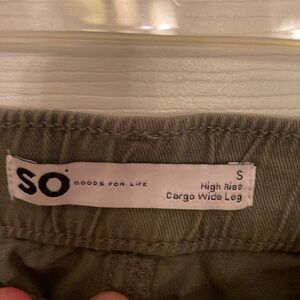 SO GOODS FOR LIFE
S
High Rise
Cargo Wide Leg